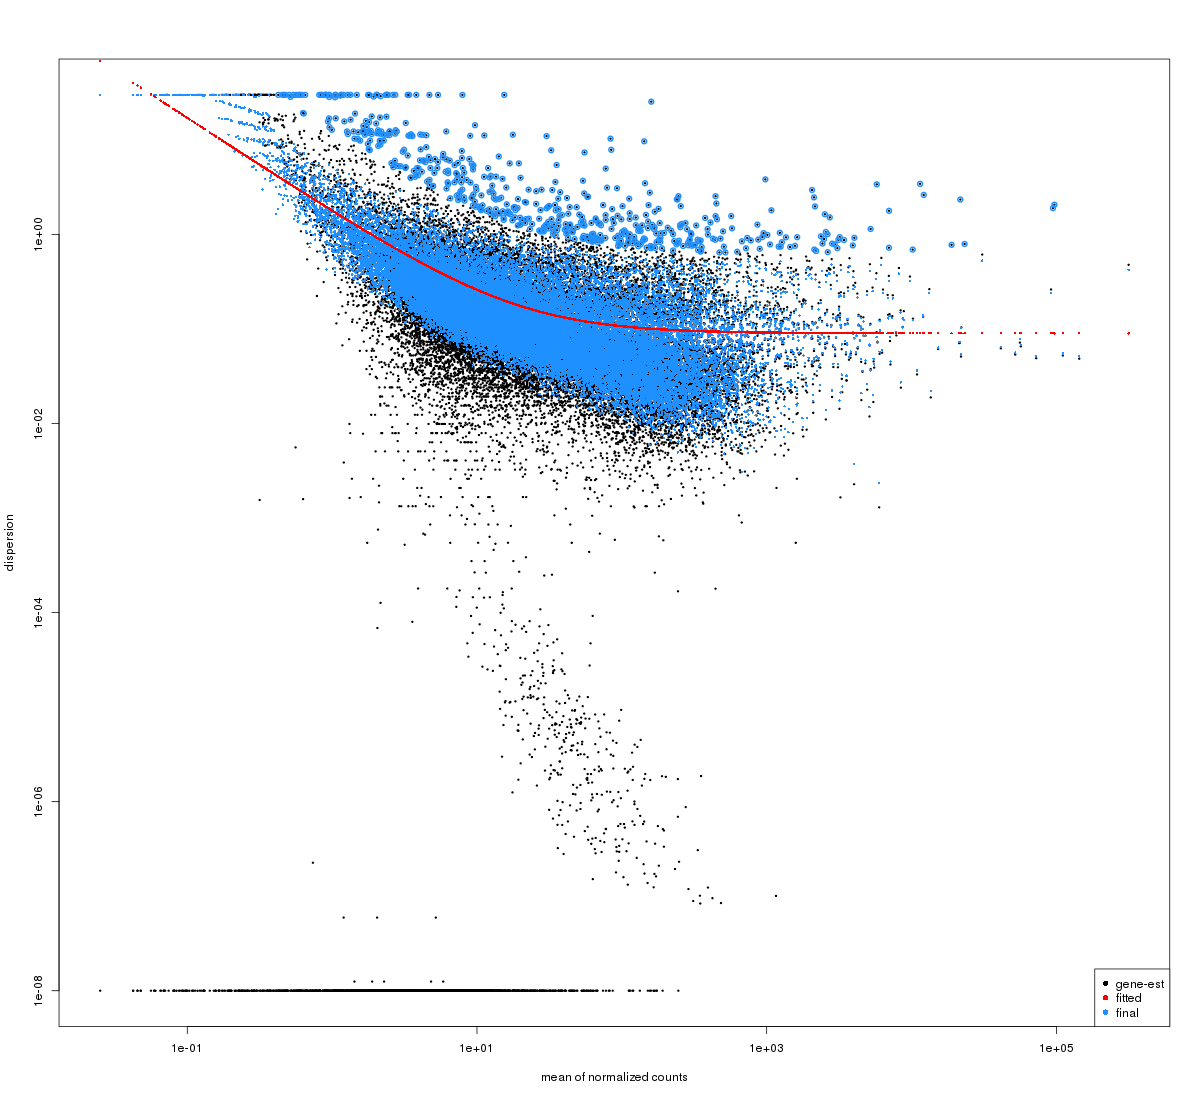 1e+00
1e-02
1e-04
1e-06
1e-08
dispersion
1e-01
1e+01
1e+03
1e+05
mean of normalized counts
gene-est
fitted
final